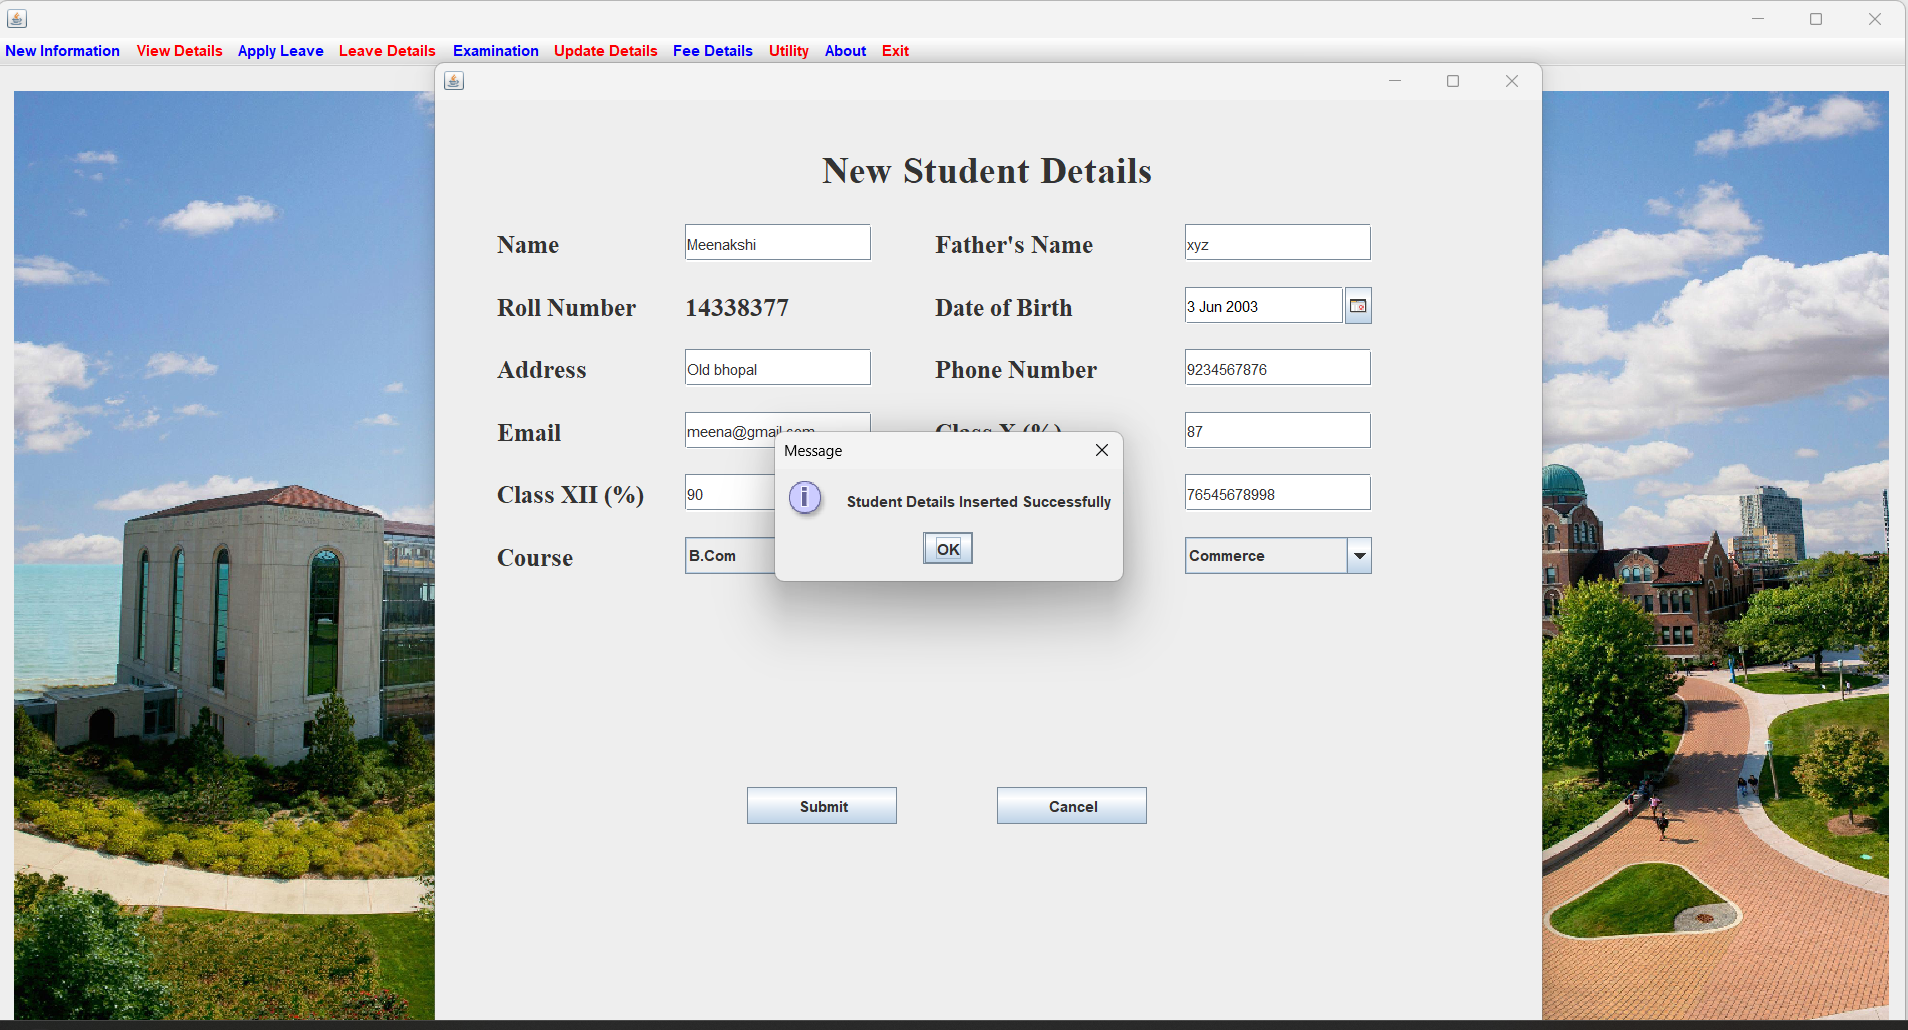 New Information View Details Apply Leave Leave Details Examination Update Details Fee Details Utility About Exit
New Student Details
Name Meenakshi Father's Name xyz
Roll Number 14338377 Date of Birth 3 Jun 2003
Address Old bhopal Phone Number 9234567876
Email meena@gmail.com Class X (%) 87
Message
Class XII (%) 90 76545678998
Student Details Inserted Successfully
OK
Course B.Com Commerce
Submit Cancel